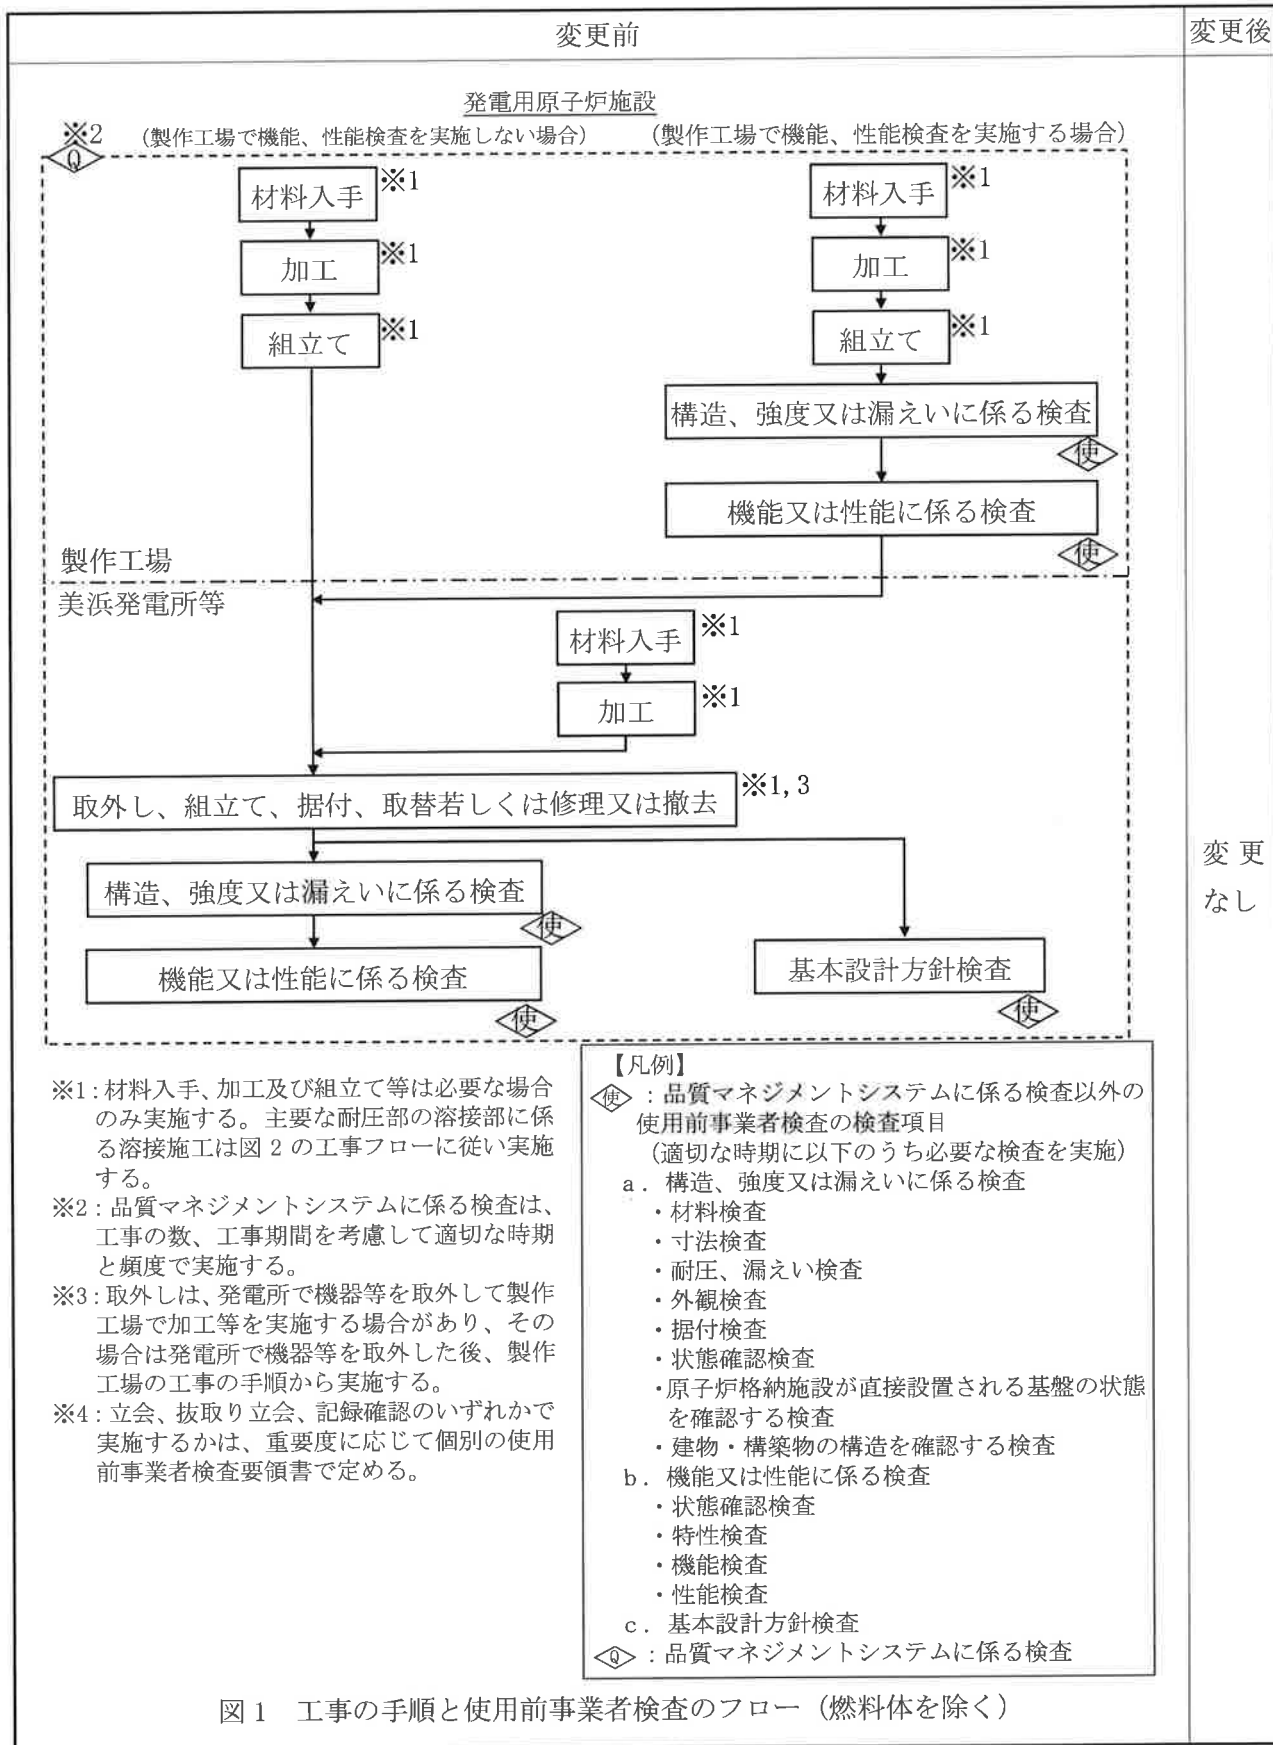 変更前
変更後
発電用原子炉施設
※2 (製作工場で機能、性能検査を実施しない場合)
(製作工場で機能、性能検査を実施する場合)
Q
材料入手 ※1
加工 ※1
組立て ※1
材料入手 ※1
加工 ※1
組立て ※1
構造、強度又は漏えいに係る検査
使
機能又は性能に係る検査
使
製作工場
美浜発電所等
材料入手 ※1
加工 ※1
取外し、組立て、据付、取替若しくは修理又は撤去 ※1, 3
構造、強度又は漏えいに係る検査
使
機能又は性能に係る検査
使
基本設計方針検査
使
変更
なし
※1:材料入手、加工及び組立て等は必要な場合
のみ実施する。主要な耐圧部の溶接部に係
る溶接施工は図2の工事フローに従い実施
する。
※2:品質マネジメントシステムに係る検査は、
工事の数、工事期間を考慮して適切な時期
と頻度で実施する。
※3:取外しは、発電所で機器等を取外して製作
工場で加工等を実施する場合があり、その
場合は発電所で機器等を取外した後、製作
工場の工事の手順から実施する。
※4:立会、抜取り立会、記録確認のいずれかで
実施するかは、重要度に応じて個別の使用
前事業者検査要領書で定める。
【凡例】
使 :品質マネジメントシステムに係る検査以外の
使用前事業者検査の検査項目
(適切な時期に以下のうち必要な検査を実施)
a. 構造、強度又は漏えいに係る検査
・材料検査
・寸法検査
・耐圧、漏えい検査
・外観検査
・据付検査
・状態確認検査
・原子炉格納施設が直接設置される基盤の状態
を確認する検査
・建物・構築物の構造を確認する検査
b. 機能又は性能に係る検査
・状態確認検査
・特性検査
・機能検査
・性能検査
c. 基本設計方針検査
Q :品質マネジメントシステムに係る検査
図1 工事の手順と使用前事業者検査のフロー(燃料体を除く)